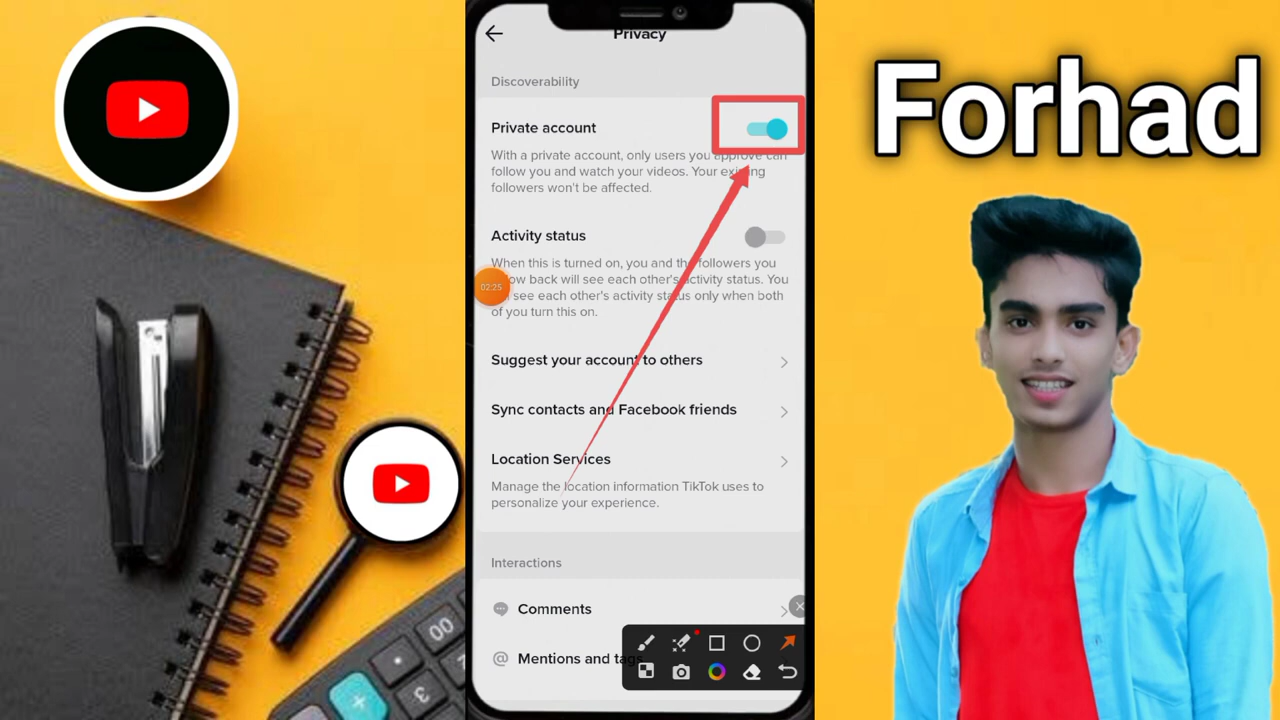 Privacy
Discoverability
Private account
With a private account, only users you approve can
follow you and watch your videos. Your existing
followers won't be affected.
Activity status
When this is turned on, you and the followers you
follow back will see each other's activity status. You
will see each other's activity status only when both
of you turn this on.
02:25
Suggest your account to others
Sync contacts and Facebook friends
Location Services
Manage the location information TikTok uses to
personalize your experience.
Interactions
Comments
@ Mentions and tags
Forhad
00
3